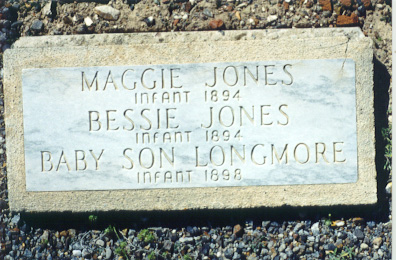 MAGGIE JONES
INFANT 1894
BESSIE JONES
INFANT 1894
BABY SON LONGMORE
INFANT 1898